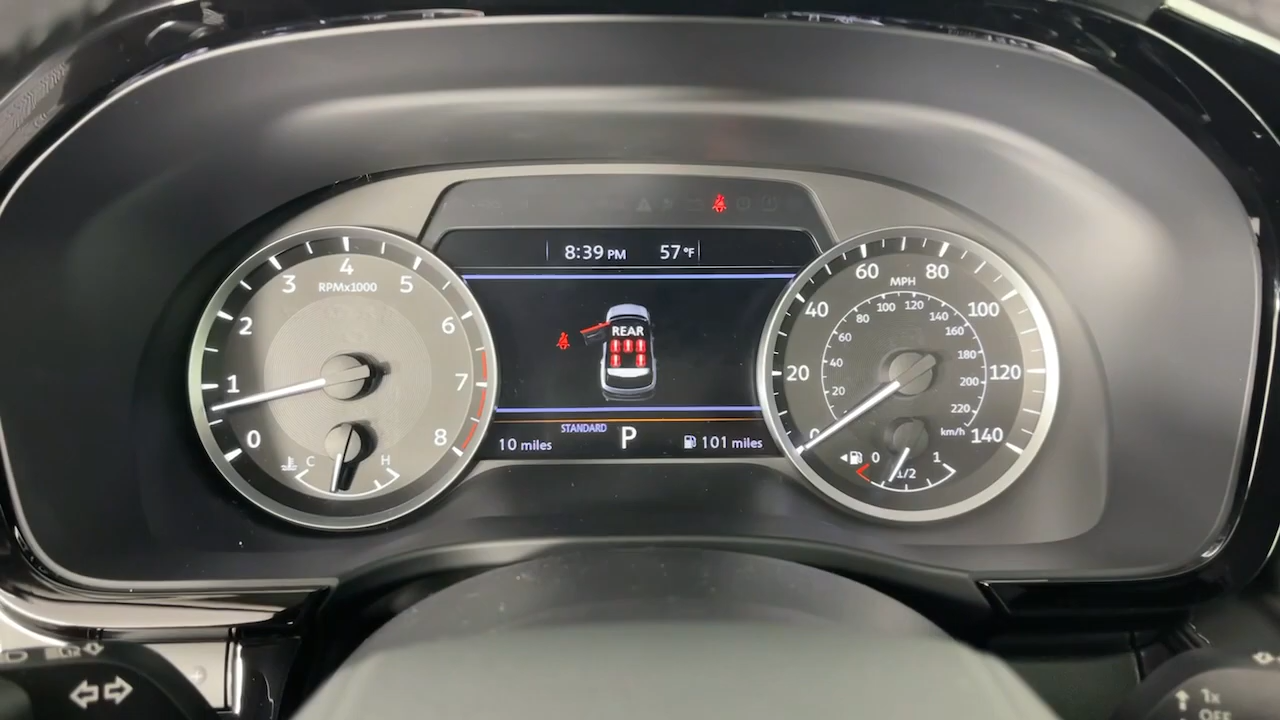 8:39 PM 57°F
REAR
STANDARD
10 miles P 101 miles
RPMx1000
0 1 2 3 4 5 6 7 8
C H
MPH
0 20 40 60 80 100 120 140
20 40 60 80 100 120 140 160 180 200 220
km/h
0 1/2 1
1x
OFF